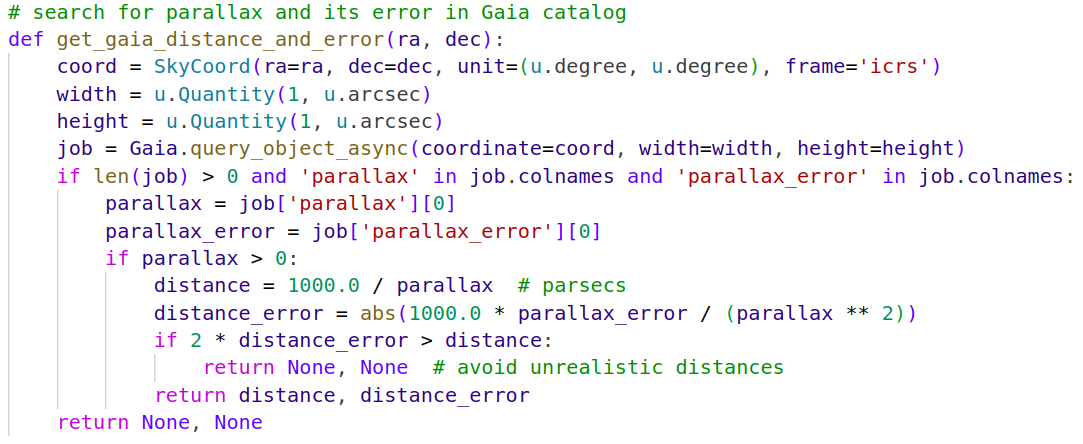 # search for parallax and its error in Gaia catalog
def get_gaia_distance_and_error(ra, dec):
    coord = SkyCoord(ra=ra, dec=dec, unit=(u.degree, u.degree), frame='icrs')
    width = u.Quantity(1, u.arcsec)
    height = u.Quantity(1, u.arcsec)
    job = Gaia.query_object_async(coordinate=coord, width=width, height=height)
    if len(job) > 0 and 'parallax' in job.colnames and 'parallax_error' in job.colnames:
        parallax = job['parallax'][0]
        parallax_error = job['parallax_error'][0]
        if parallax > 0:
            distance = 1000.0 / parallax  # parsecs
            distance_error = abs(1000.0 * parallax_error / (parallax ** 2))
            if 2 * distance_error > distance:
                return None, None  # avoid unrealistic distances
            return distance, distance_error
    return None, None